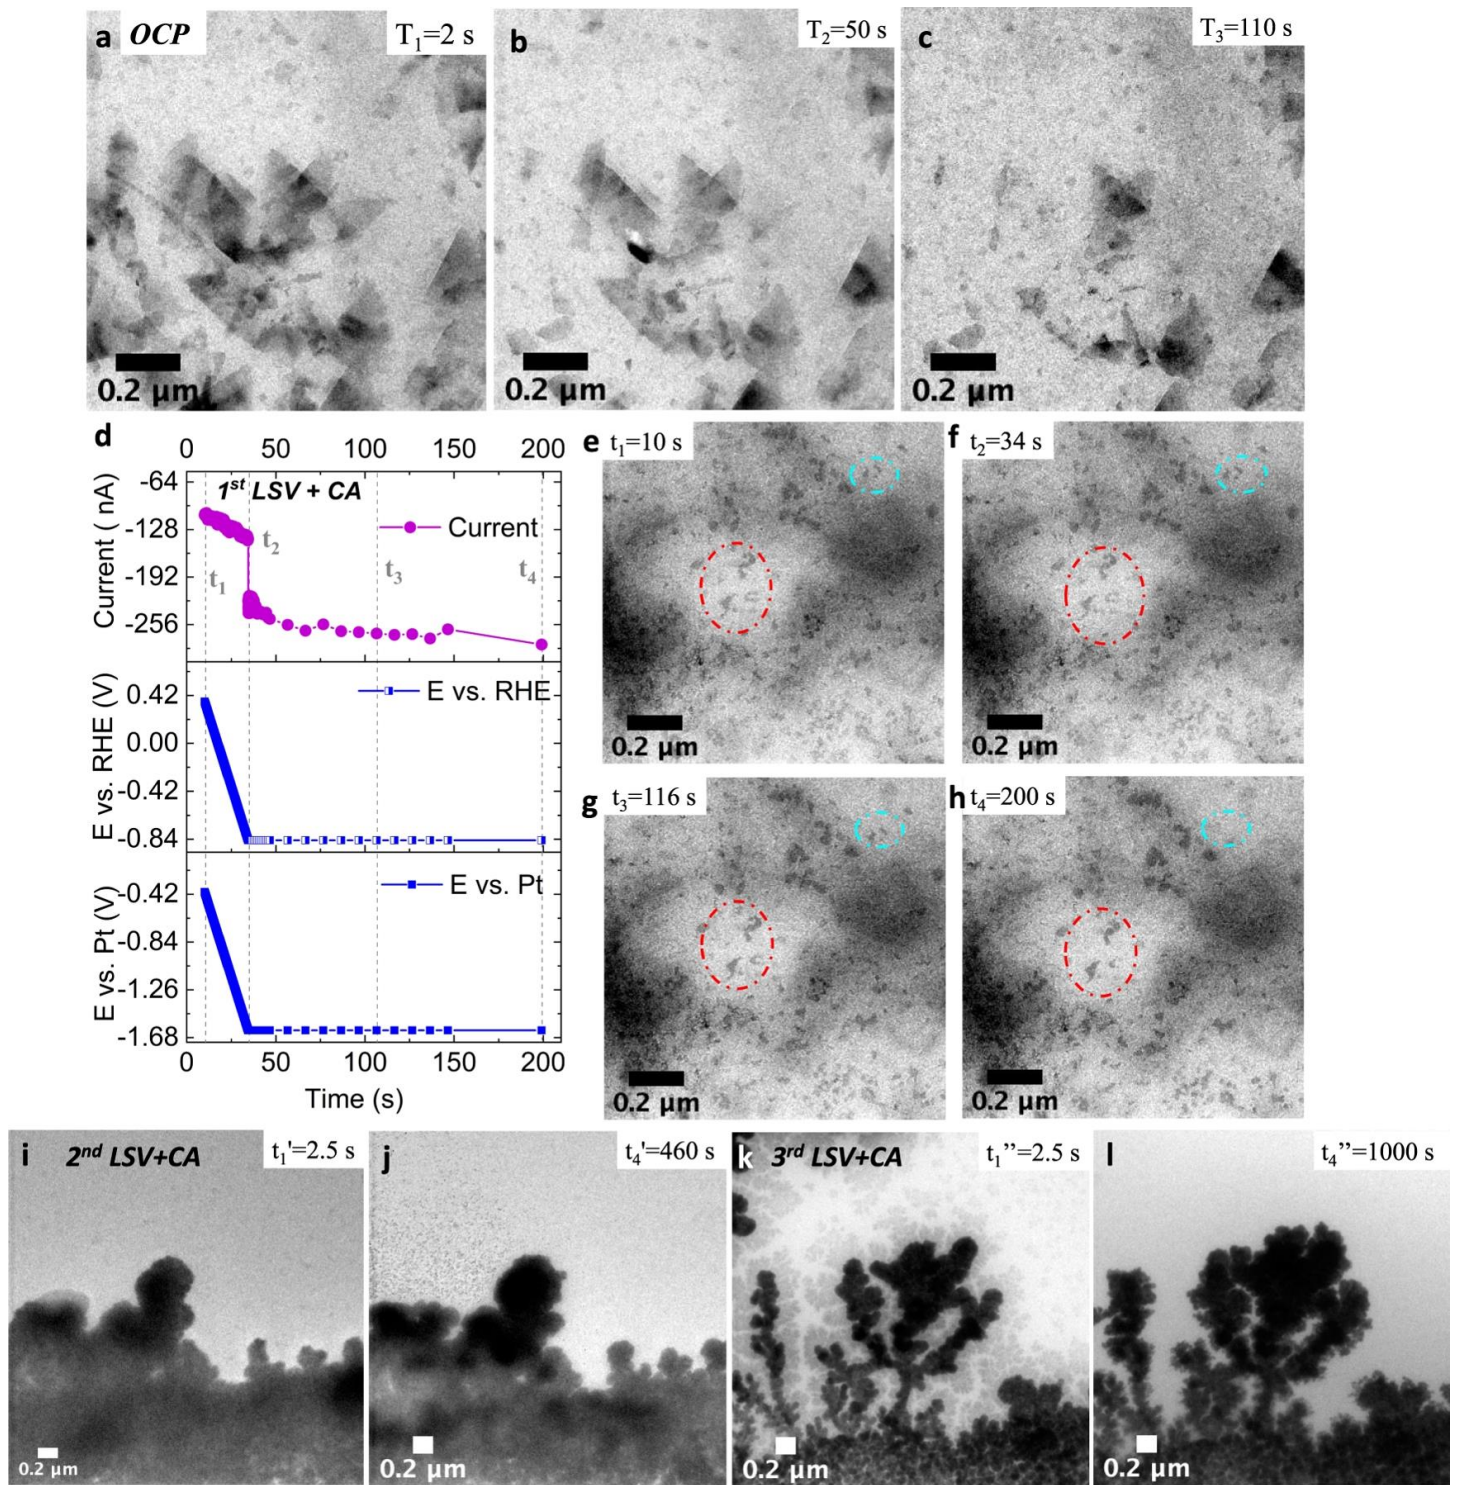 a OCP T₁=2 s
b T₂=50 s
c T₃=110 s
0.2 µm
0.2 µm
0.2 µm
d
0 50 100 150 200
1st LSV + CA
Current
t₁
t₂
t₃
t₄
-64
-128
-192
-256
Current ( nA)
E vs. RHE
0.42
0.00
-0.42
-0.84
E vs. RHE (V)
E vs. Pt
-0.42
-0.84
-1.26
-1.68
E vs. Pt (V)
0 50 100 150 200
Time (s)
e t₁=10 s
0.2 µm
f t₂=34 s
0.2 µm
g t₃=116 s
0.2 µm
h t₄=200 s
0.2 µm
i 2nd LSV+CA t₁'=2.5 s
0.2 µm
j t₄'=460 s
0.2 µm
k 3rd LSV+CA t₁”=2.5 s
0.2 µm
l t₄”=1000 s
0.2 µm